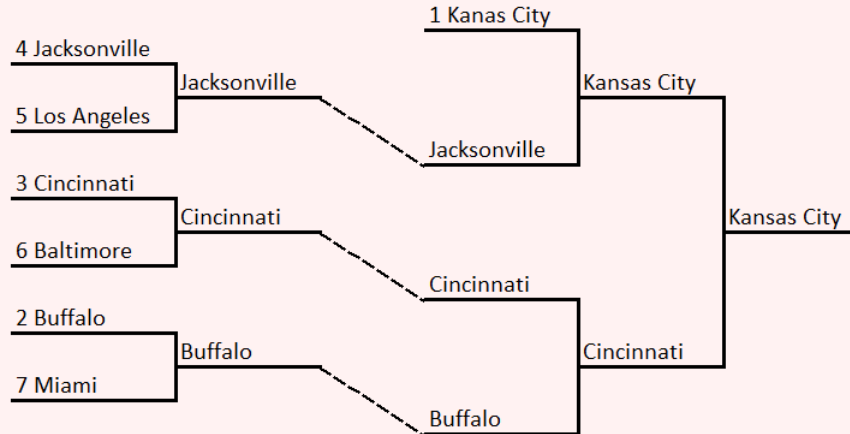 1 Kanas City
4 Jacksonville
Jacksonville
Kansas City
5 Los Angeles
Jacksonville
3 Cincinnati
Cincinnati
Kansas City
6 Baltimore
Cincinnati
2 Buffalo
Buffalo
Cincinnati
7 Miami
Buffalo